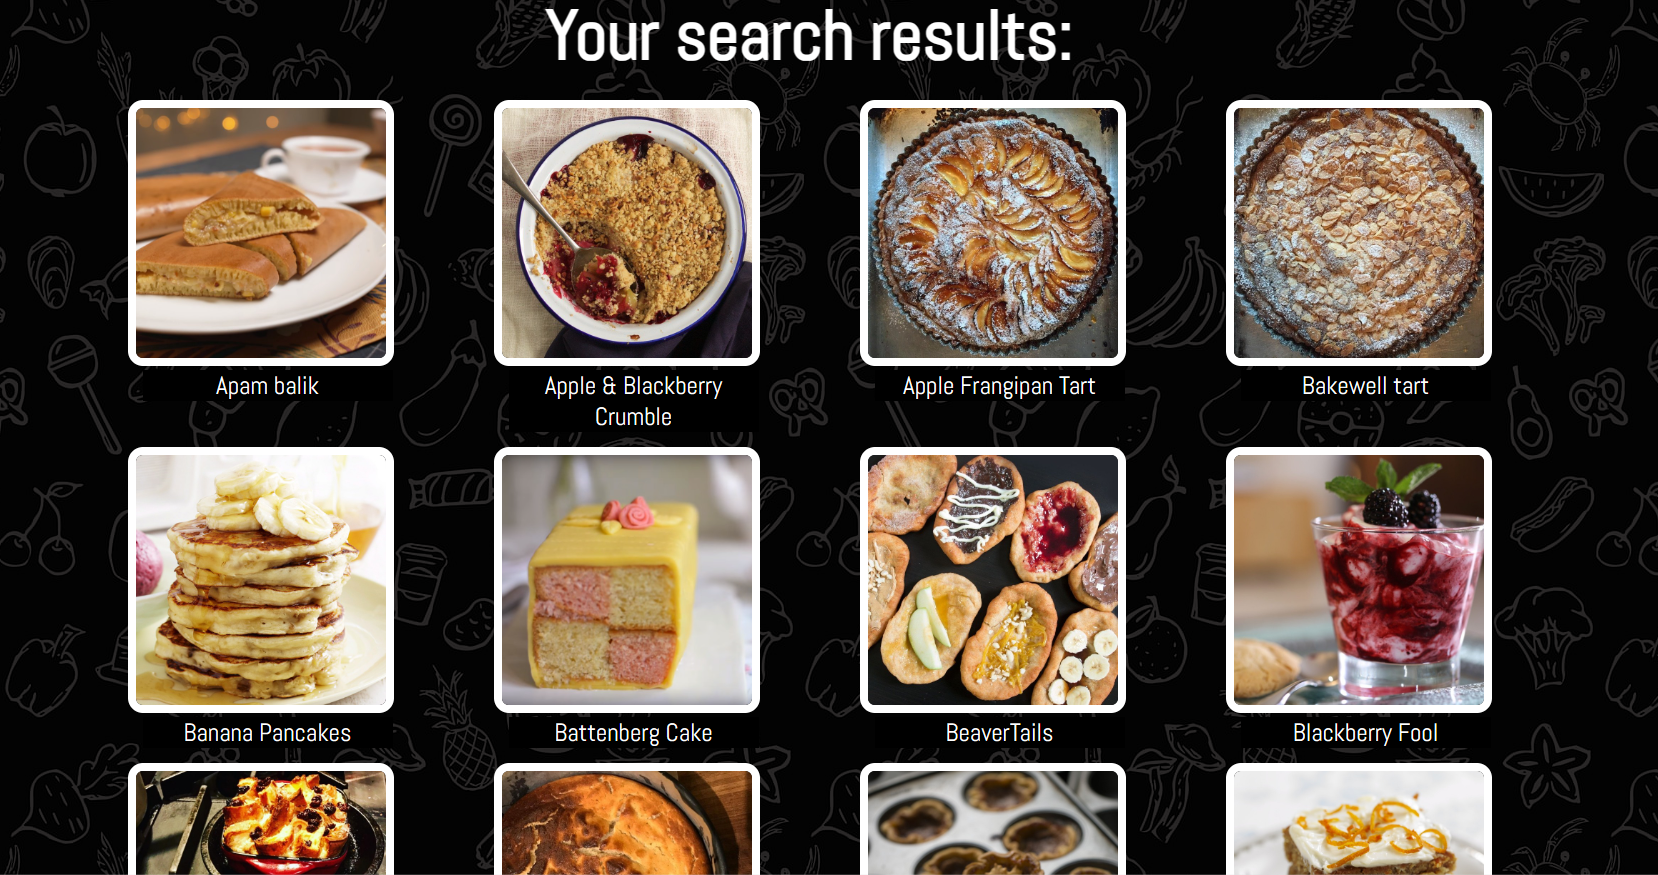 Your search results:
Apam balik
Apple & Blackberry
Crumble
Apple Frangipan Tart
Bakewell tart
Banana Pancakes
Battenberg Cake
BeaverTails
Blackberry Fool